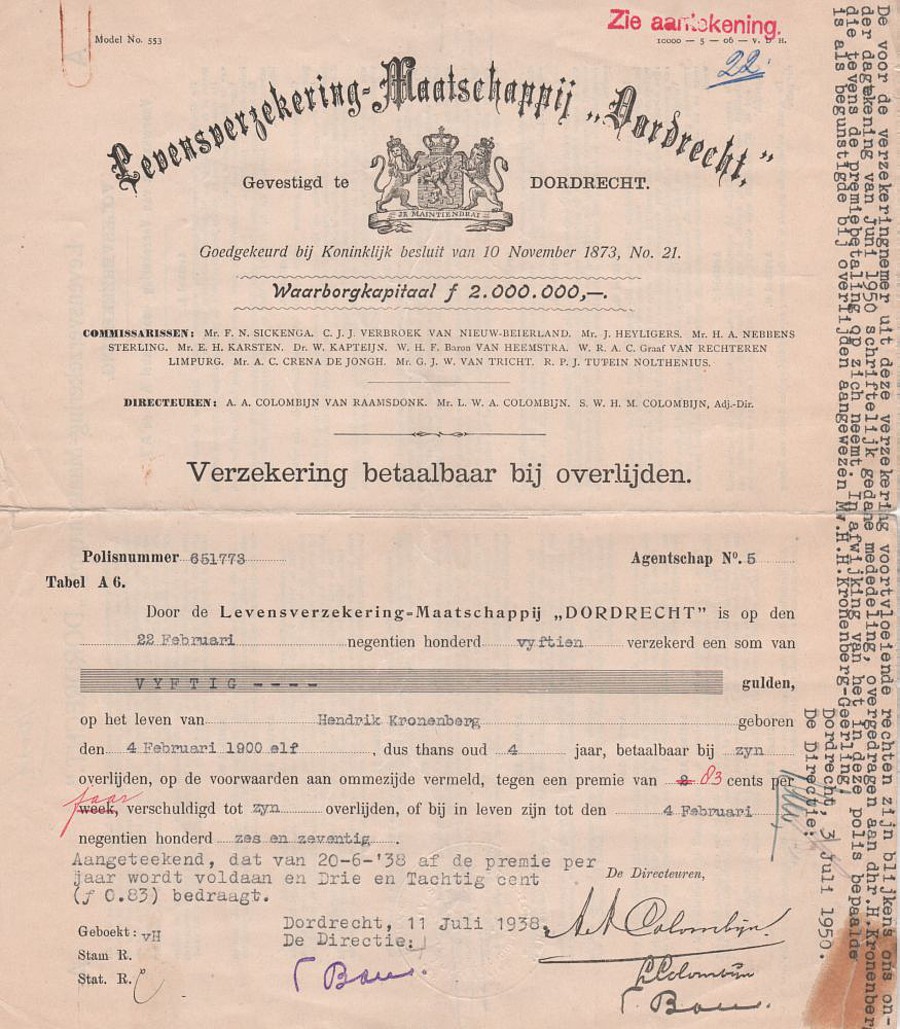 Model No. 553
Zie aantekening.
10000 — 5 — 06 — v. D. H.
22
Levensverzekering-Maatschappij „Dordrecht,”
Gevestigd te DORDRECHT.
JE MAINTIENDRAI
Goedgekeurd bij Koninklijk besluit van 10 November 1873, No. 21.
Waarborgkapitaal f 2.000.000,—.
COMMISSARISSEN: Mr. F. N. SICKENGA. C. J. J. VERBROEK VAN NIEUW-BEIERLAND. Mr. J. HEYLIGERS. Mr. H. A. NEBBENS
STERLING. Mr. E. H. KARSTEN. Dr. W. KAPTEIJN. W. H. F. Baron VAN HEEMSTRA. W. R. A. C. Graaf VAN RECHTEREN
LIMPURG. Mr. A. C. CRENA DE JONGH. Mr. G. J. W. VAN TRICHT. R. P. J. TUTEIN NOLTHENIUS.
DIRECTEUREN: A. A. COLOMBIJN VAN RAAMSDONK. Mr. L. W. A. COLOMBIJN. S. W. H. M. COLOMBIJN, Adj.-Dir.
Verzekering betaalbaar bij overlijden.
Polisnummer 651773 Agentschap No. 5
Tabel A 6.
Door de Levensverzekering-Maatschappij „DORDRECHT” is op den
22 Februari negentien honderd vyftien verzekerd een som van
VYFTIG ---- gulden,
op het leven van Hendrik Kronenberg geboren
den 4 Februari 1900 elf, dus thans oud 4 jaar, betaalbaar bij zyn
overlijden, op de voorwaarden aan ommezijde vermeld, tegen een premie van 2 83 cents per
week, jaar verschuldigd tot zyn overlijden, of bij in leven zijn tot den 4 Februari
negentien honderd zes en zeventig.
Aangeteekend, dat van 20-6-'38 af de premie per
jaar wordt voldaan en Drie en Tachtig cent
(ƒ 0.83) bedraagt.
De Directeuren,
Dordrecht, 11 Juli 1938.
De Directie:
Geboekt: vH
Stam R.
Stat. R.
A A Colombijn
L Colombijn
De voor de verzekeringnemer uit deze verzekering voortvloeiende rechten zijn blijkens ons on-
der dagtekening van Juni 1950 schriftelijk gedane mededeling, overgedragen aan dhr.H.Kronenberg
die tevens de premiebetaling op zich neemt. In afwijking van het in deze polis bepaalde
is als begunstigde bij overlijden aangewezen M.H.Kronenberg-Geerling.
Dordrecht, 3 Juli 1950.
De Directie: